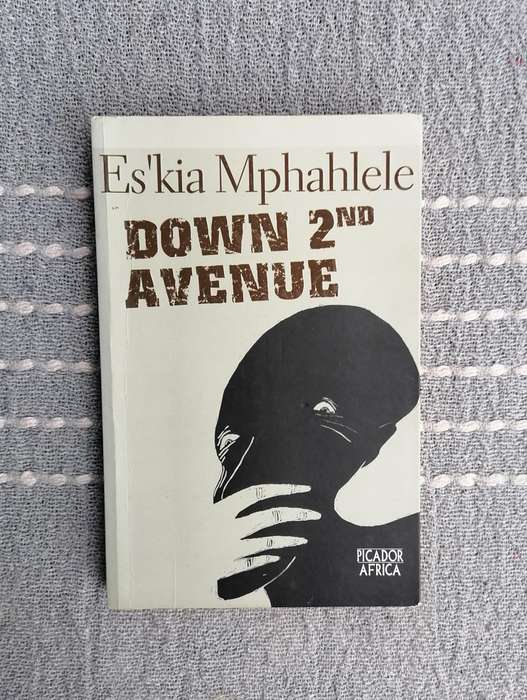 Es'kia Mphahlele
DOWN 2ND
AVENUE
PICADOR
AFRICA